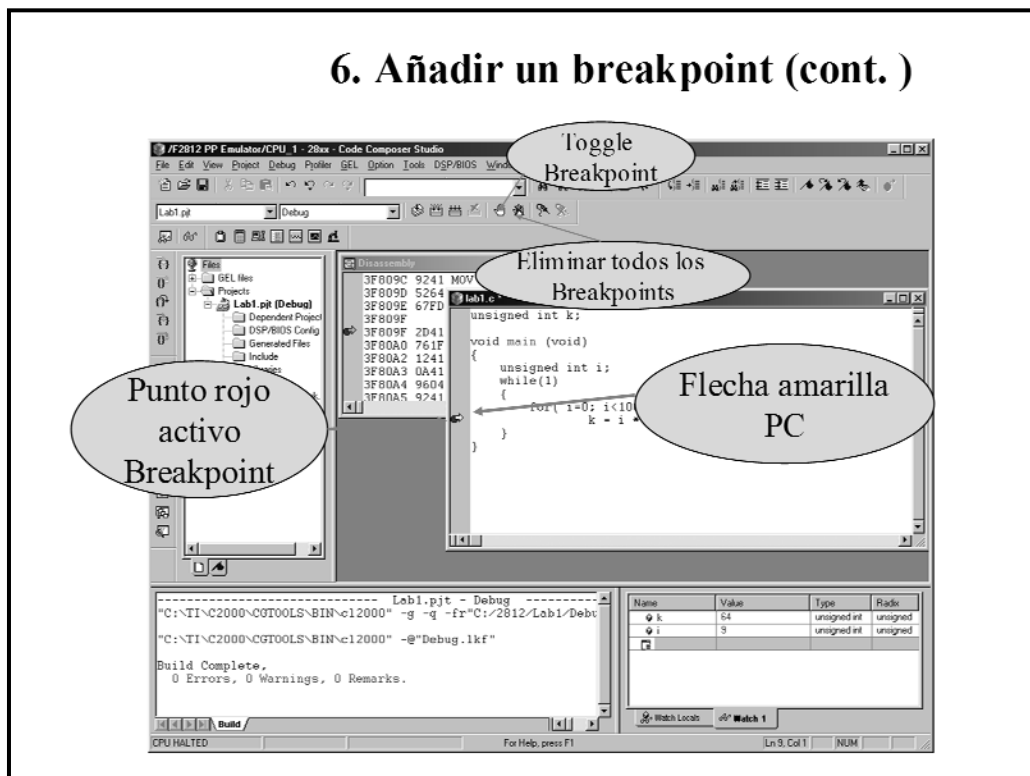 6. Añadir un breakpoint (cont. )
/F2812 PP Emulator/CPU_1 - 28xx - Code Composer Studio
Toggle
Breakpoint
File Edit View Project Debug Profiler GEL Option Tools DSP/BIOS
Lab1.pjt Debug
Eliminar todos los
Breakpoints
Files
GEL files
Projects
Lab1.pjt (Debug)
Dependent Project
DSP/BIOS Config
Generated Files
Include
Disassembly
3F809C 9241 MOV
3F809D 5264
3F809E 67FD
3F809F
3F809F 2D41
3F80A0 761F
3F80A2 1241
3F80A3 0A41
3F80A4 9604
3F80A5 9241
lab1.c *
unsigned int k;
void main (void)
{
unsigned int i;
while(1)
{
for( i=0; i<10
k = i *
}
}
Punto rojo
activo
Breakpoint
Flecha amarilla
PC
---------------------------- Lab1.pjt - Debug ----------
"C:\TI\C2000\CGTOOLS\BIN\cl2000" -g -q -fr"C:/2812/Lab1/Debu
"C:\TI\C2000\CGTOOLS\BIN\cl2000" -@"Debug.lkf"
Build Complete,
0 Errors, 0 Warnings, 0 Remarks.
Build
Name Value Type Radix
k 64 unsigned int unsigned
i 9 unsigned int unsigned
Watch Locals Watch 1
CPU HALTED For Help, press F1 Ln 9, Col 1 NUM